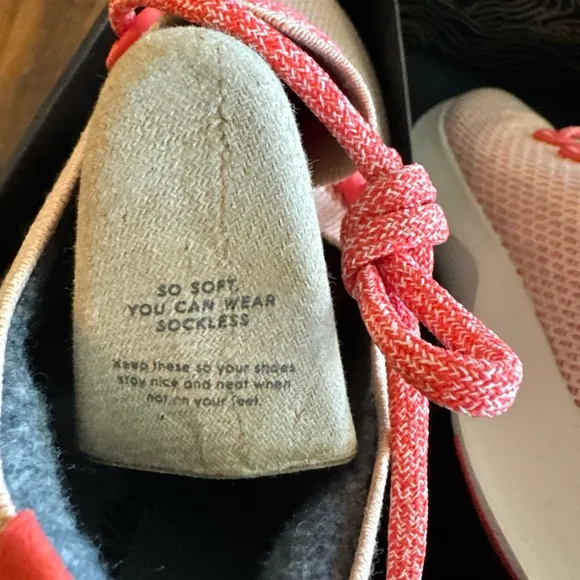 SO SOFT,
YOU CAN WEAR
SOCKLESS
Keep these so your shoes
stay nice and neat when
not on your feet.